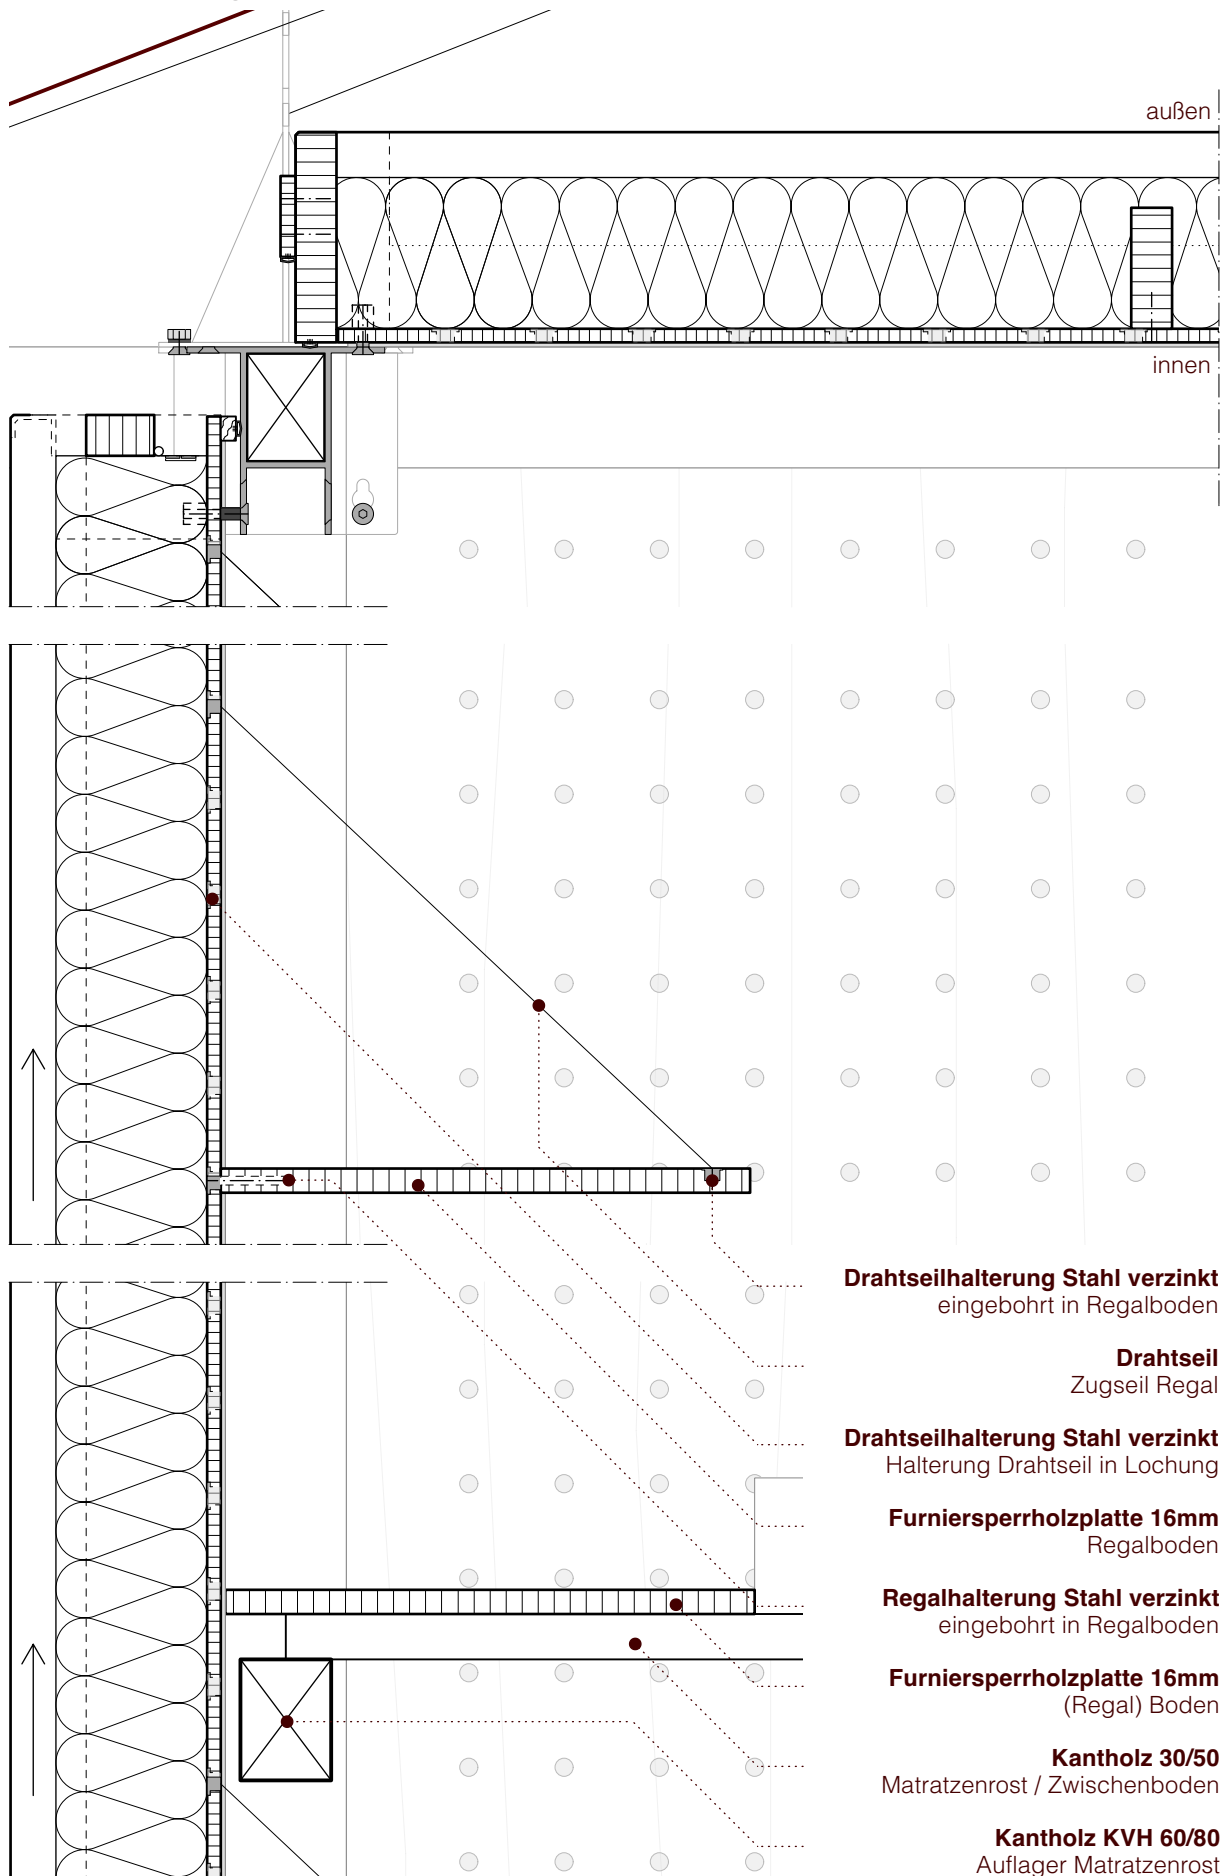 außen
innen
Drahtseilhalterung Stahl verzinkt
eingebohrt in Regalboden
Drahtseil
Zugseil Regal
Drahtseilhalterung Stahl verzinkt
Halterung Drahtseil in Lochung
Furniersperrholzplatte 16mm
Regalboden
Regalhalterung Stahl verzinkt
eingebohrt in Regalboden
Furniersperrholzplatte 16mm
(Regal) Boden
Kantholz 30/50
Matratzenrost / Zwischenboden
Kantholz KVH 60/80
Auflager Matratzenrost